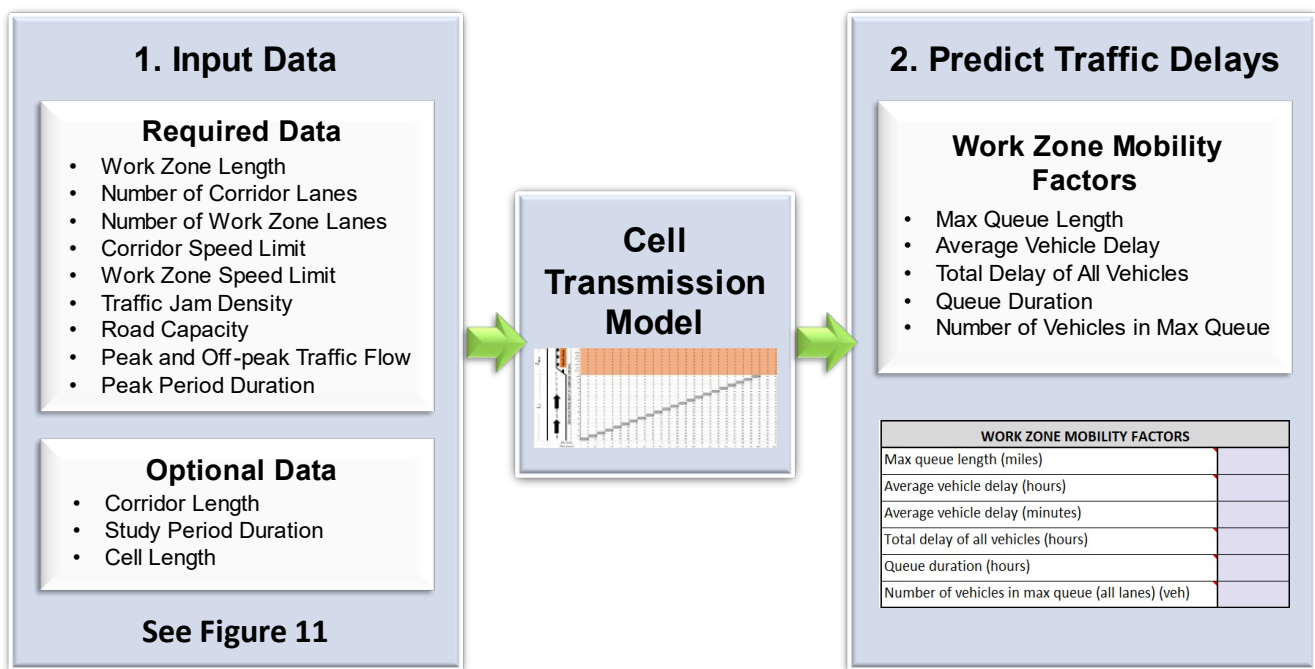 1. Input Data
Required Data
• Work Zone Length
• Number of Corridor Lanes
• Number of Work Zone Lanes
• Corridor Speed Limit
• Work Zone Speed Limit
• Traffic Jam Density
• Road Capacity
• Peak and Off-peak Traffic Flow
• Peak Period Duration
Optional Data
• Corridor Length
• Study Period Duration
• Cell Length
See Figure 11
Cell
Transmission
Model
2. Predict Traffic Delays
Work Zone Mobility
Factors
• Max Queue Length
• Average Vehicle Delay
• Total Delay of All Vehicles
• Queue Duration
• Number of Vehicles in Max Queue
WORK ZONE MOBILITY FACTORS
Max queue length (miles)
Average vehicle delay (hours)
Average vehicle delay (minutes)
Total delay of all vehicles (hours)
Queue duration (hours)
Number of vehicles in max queue (all lanes) (veh)